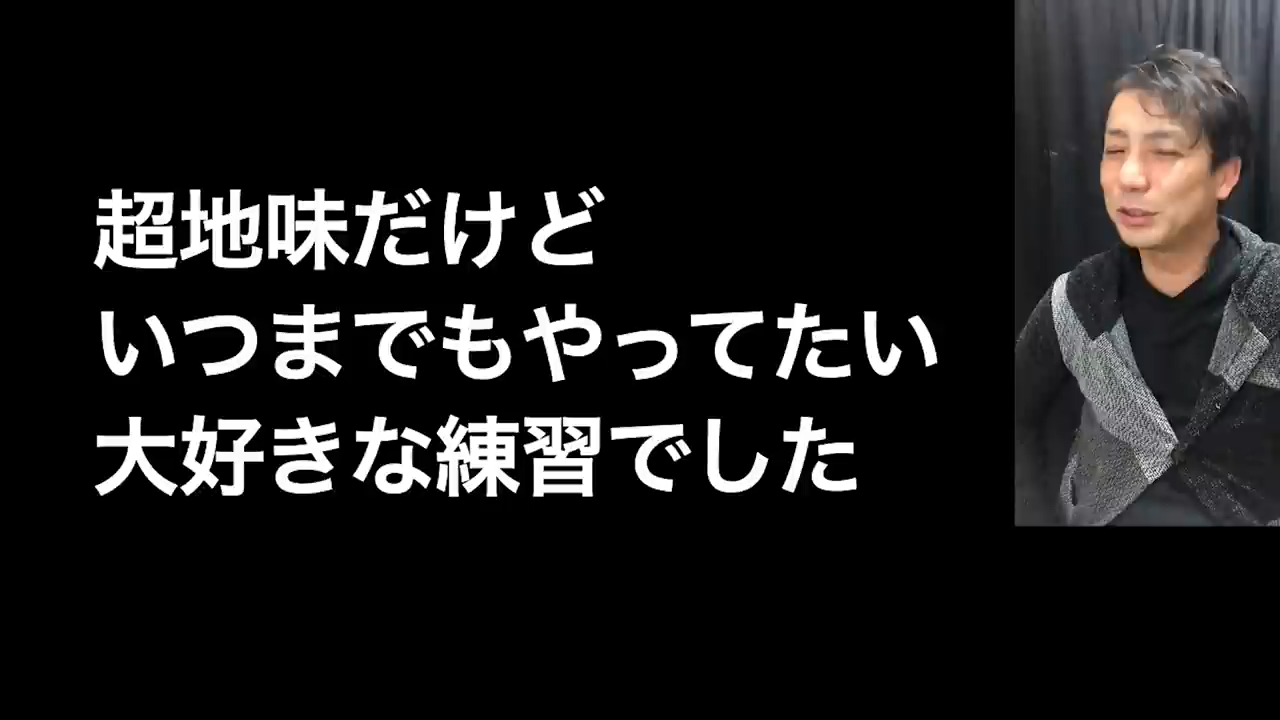 超地味だけど
いつまでもやってたい
大好きな練習でした